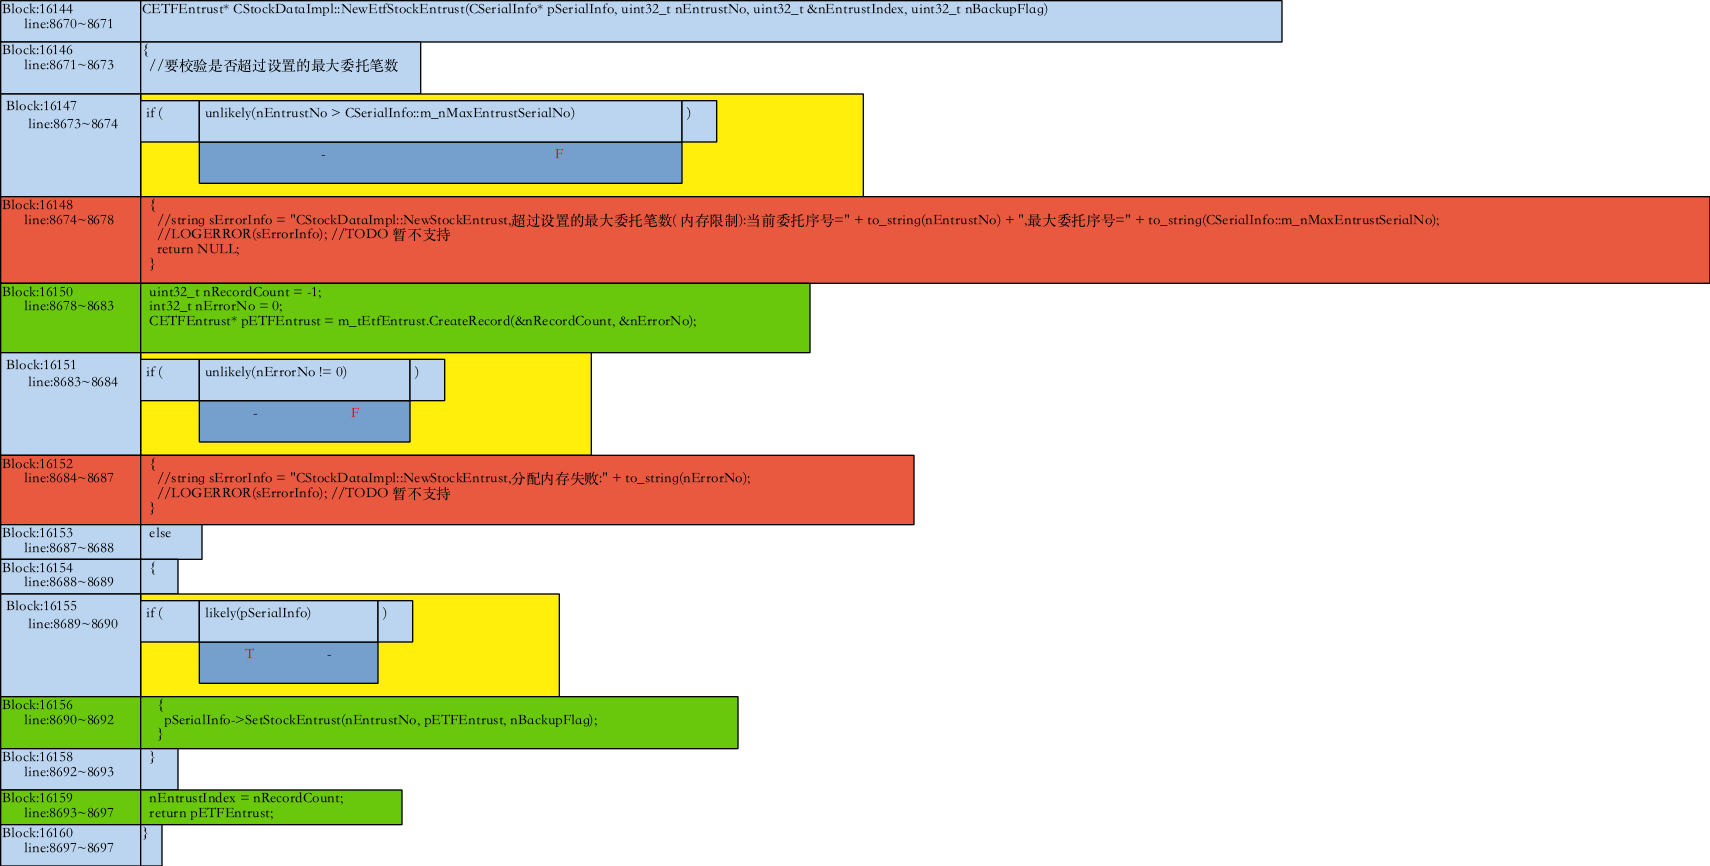 Block:16144
line:8670~8671
CETFEntrust* CStockDataImpl::NewEtfStockEntrust(CSerialInfo* pSerialInfo, uint32_t nEntrustNo, uint32_t &nEntrustIndex, uint32_t nBackupFlag)
Block:16146
line:8671~8673
{
//要校验是否超过设置的最大委托笔数
Block:16147
line:8673~8674
if (
unlikely(nEntrustNo > CSerialInfo::m_nMaxEntrustSerialNo)
)
- F
Block:16148
line:8674~8678
{
//string sErrorInfo = "CStockDataImpl::NewStockEntrust,超过设置的最大委托笔数( 内存限制):当前委托序号=" + to_string(nEntrustNo) + ",最大委托序号=" + to_string(CSerialInfo::m_nMaxEntrustSerialNo);
//LOGERROR(sErrorInfo); //TODO 暂不支持
return NULL;
}
Block:16150
line:8678~8683
uint32_t nRecordCount = -1;
int32_t nErrorNo = 0;
CETFEntrust* pETFEntrust = m_tEtfEntrust.CreateRecord(&nRecordCount, &nErrorNo);
Block:16151
line:8683~8684
if (
unlikely(nErrorNo != 0)
)
- F
Block:16152
line:8684~8687
{
//string sErrorInfo = "CStockDataImpl::NewStockEntrust,分配内存失败:" + to_string(nErrorNo);
//LOGERROR(sErrorInfo); //TODO 暂不支持
}
Block:16153
line:8687~8688
else
Block:16154
line:8688~8689
{
Block:16155
line:8689~8690
if (
likely(pSerialInfo)
)
T -
Block:16156
line:8690~8692
{
pSerialInfo->SetStockEntrust(nEntrustNo, pETFEntrust, nBackupFlag);
}
Block:16158
line:8692~8693
}
Block:16159
line:8693~8697
nEntrustIndex = nRecordCount;
return pETFEntrust;
Block:16160
line:8697~8697
}